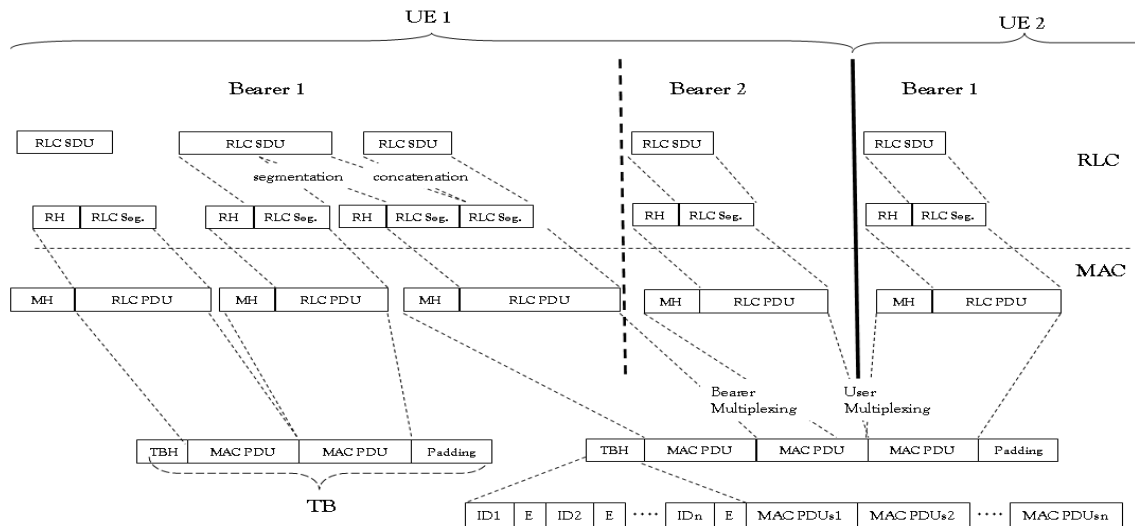 UE 1
UE 2
Bearer 1
Bearer 2
Bearer 1
RLC SDU
RLC SDU
RLC SDU
RLC SDU
RLC SDU
RLC
segmentation
concatenation
RH
RLC Seg.
RH
RLC Seg.
RH
RLC Seg.
RLC Seg.
RH
RLC Seg.
RH
RLC Seg.
MAC
MH
RLC PDU
MH
RLC PDU
MH
RLC PDU
MH
RLC PDU
MH
RLC PDU
Bearer
Multiplexing
User
Multiplexing
TBH
MAC PDU
MAC PDU
Padding
TBH
MAC PDU
MAC PDU
MAC PDU
Padding
TB
ID1
E
ID2
E
....
IDn
E
MAC PDUs1
MAC PDUs2
....
MAC PDUsn